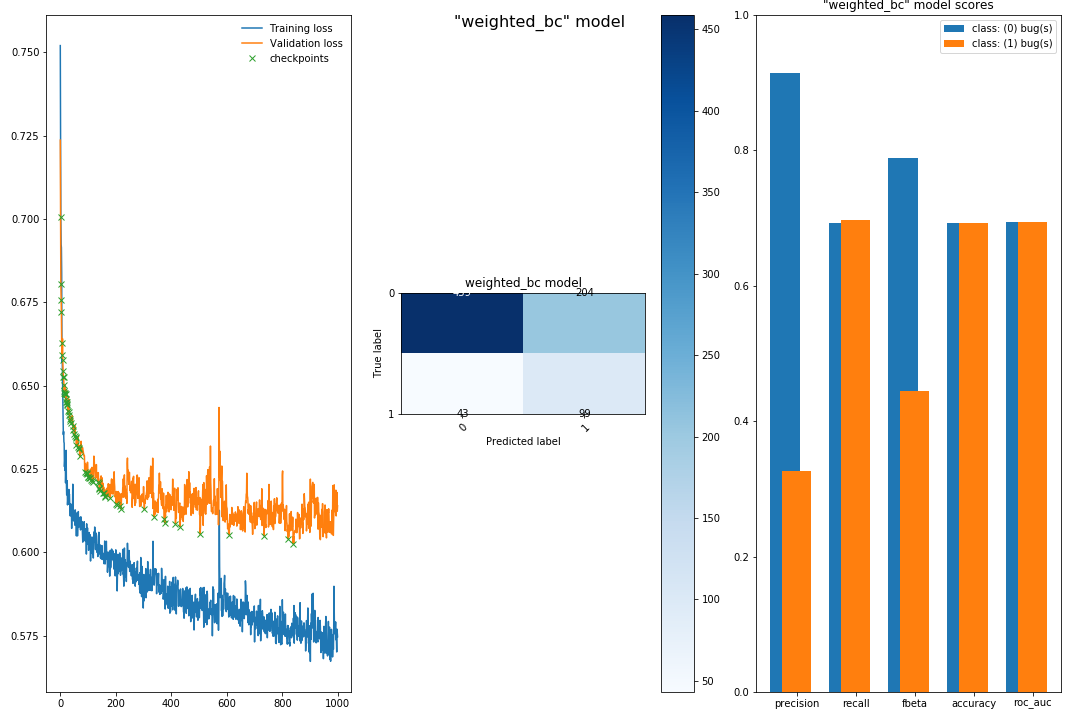 "weighted_bc" model
"weighted_bc" model scores
Training loss
Validation loss
checkpoints
0.750
0.725
0.700
0.675
0.650
0.625
0.600
0.575
0
200
400
600
800
1000
weighted_bc model
0
1
True label
204
43
99
0
1
Predicted label
450
400
350
300
250
200
150
100
50
class: (0) bug(s)
class: (1) bug(s)
1.0
0.8
0.6
0.4
0.2
0.0
precision
recall
fbeta
accuracy
roc_auc